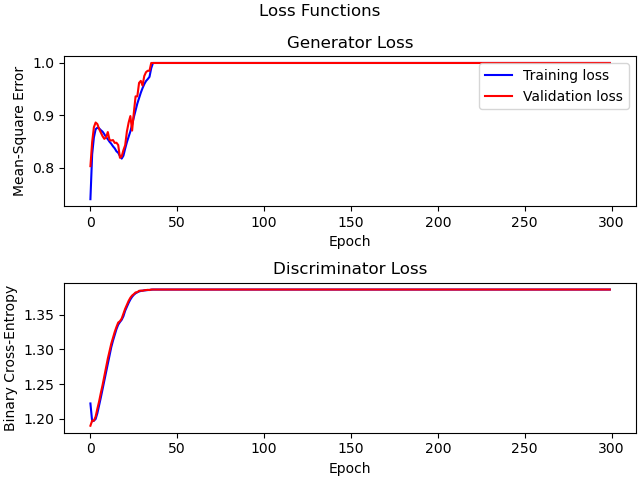 Loss Functions
Generator Loss
1.0
0.9
0.8
Mean-Square Error
Training loss
Validation loss
0 50 100 150 200 250 300
Epoch
Discriminator Loss
1.35
1.30
1.25
1.20
Binary Cross-Entropy
0 50 100 150 200 250 300
Epoch